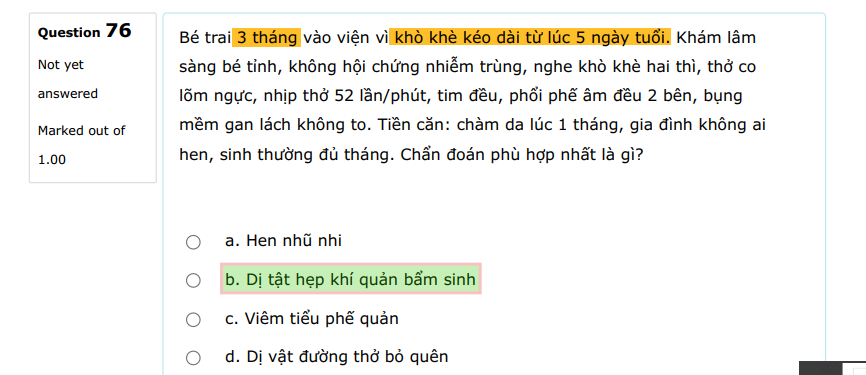 Question 76
Not yet
answered
Marked out of
1.00
Bé trai 3 tháng vào viện vì khò khè kéo dài từ lúc 5 ngày tuổi. Khám lâm
sàng bé tỉnh, không hội chứng nhiễm trùng, nghe khò khè hai thì, thở co
lõm ngực, nhịp thở 52 lần/phút, tim đều, phổi phế âm đều 2 bên, bụng
mềm gan lách không to. Tiền căn: chàm da lúc 1 tháng, gia đình không ai
hen, sinh thường đủ tháng. Chẩn đoán phù hợp nhất là gì?
a. Hen nhũ nhi
b. Dị tật hẹp khí quản bẩm sinh
c. Viêm tiểu phế quản
d. Dị vật đường thở bỏ quên